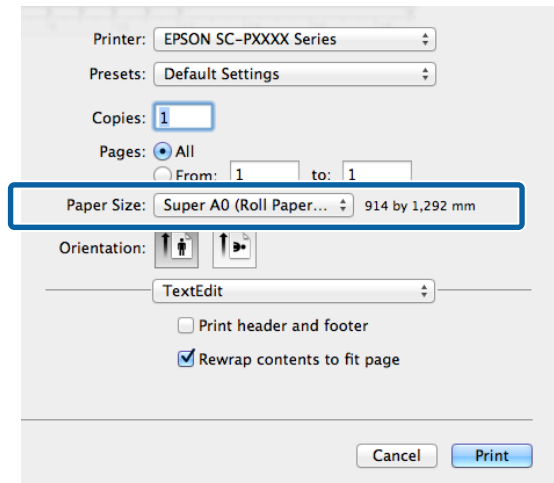 Printer: EPSON SC-PXXXX Series
Presets: Default Settings
Copies: 1
Pages: All
From: 1 to: 1
Paper Size: Super A0 (Roll Paper... 914 by 1,292 mm
Orientation:
TextEdit
Print header and footer
Rewrap contents to fit page
Cancel Print